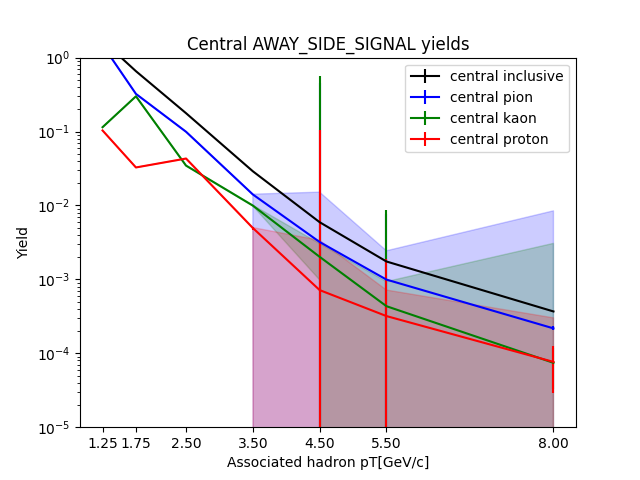 Central AWAY_SIDE_SIGNAL yields
central inclusive
central pion
central kaon
central proton
10^0
10^-1
10^-2
10^-3
10^-4
10^-5
Yield
1.25 1.75 2.50 3.50 4.50 5.50 8.00
Associated hadron pT[GeV/c]